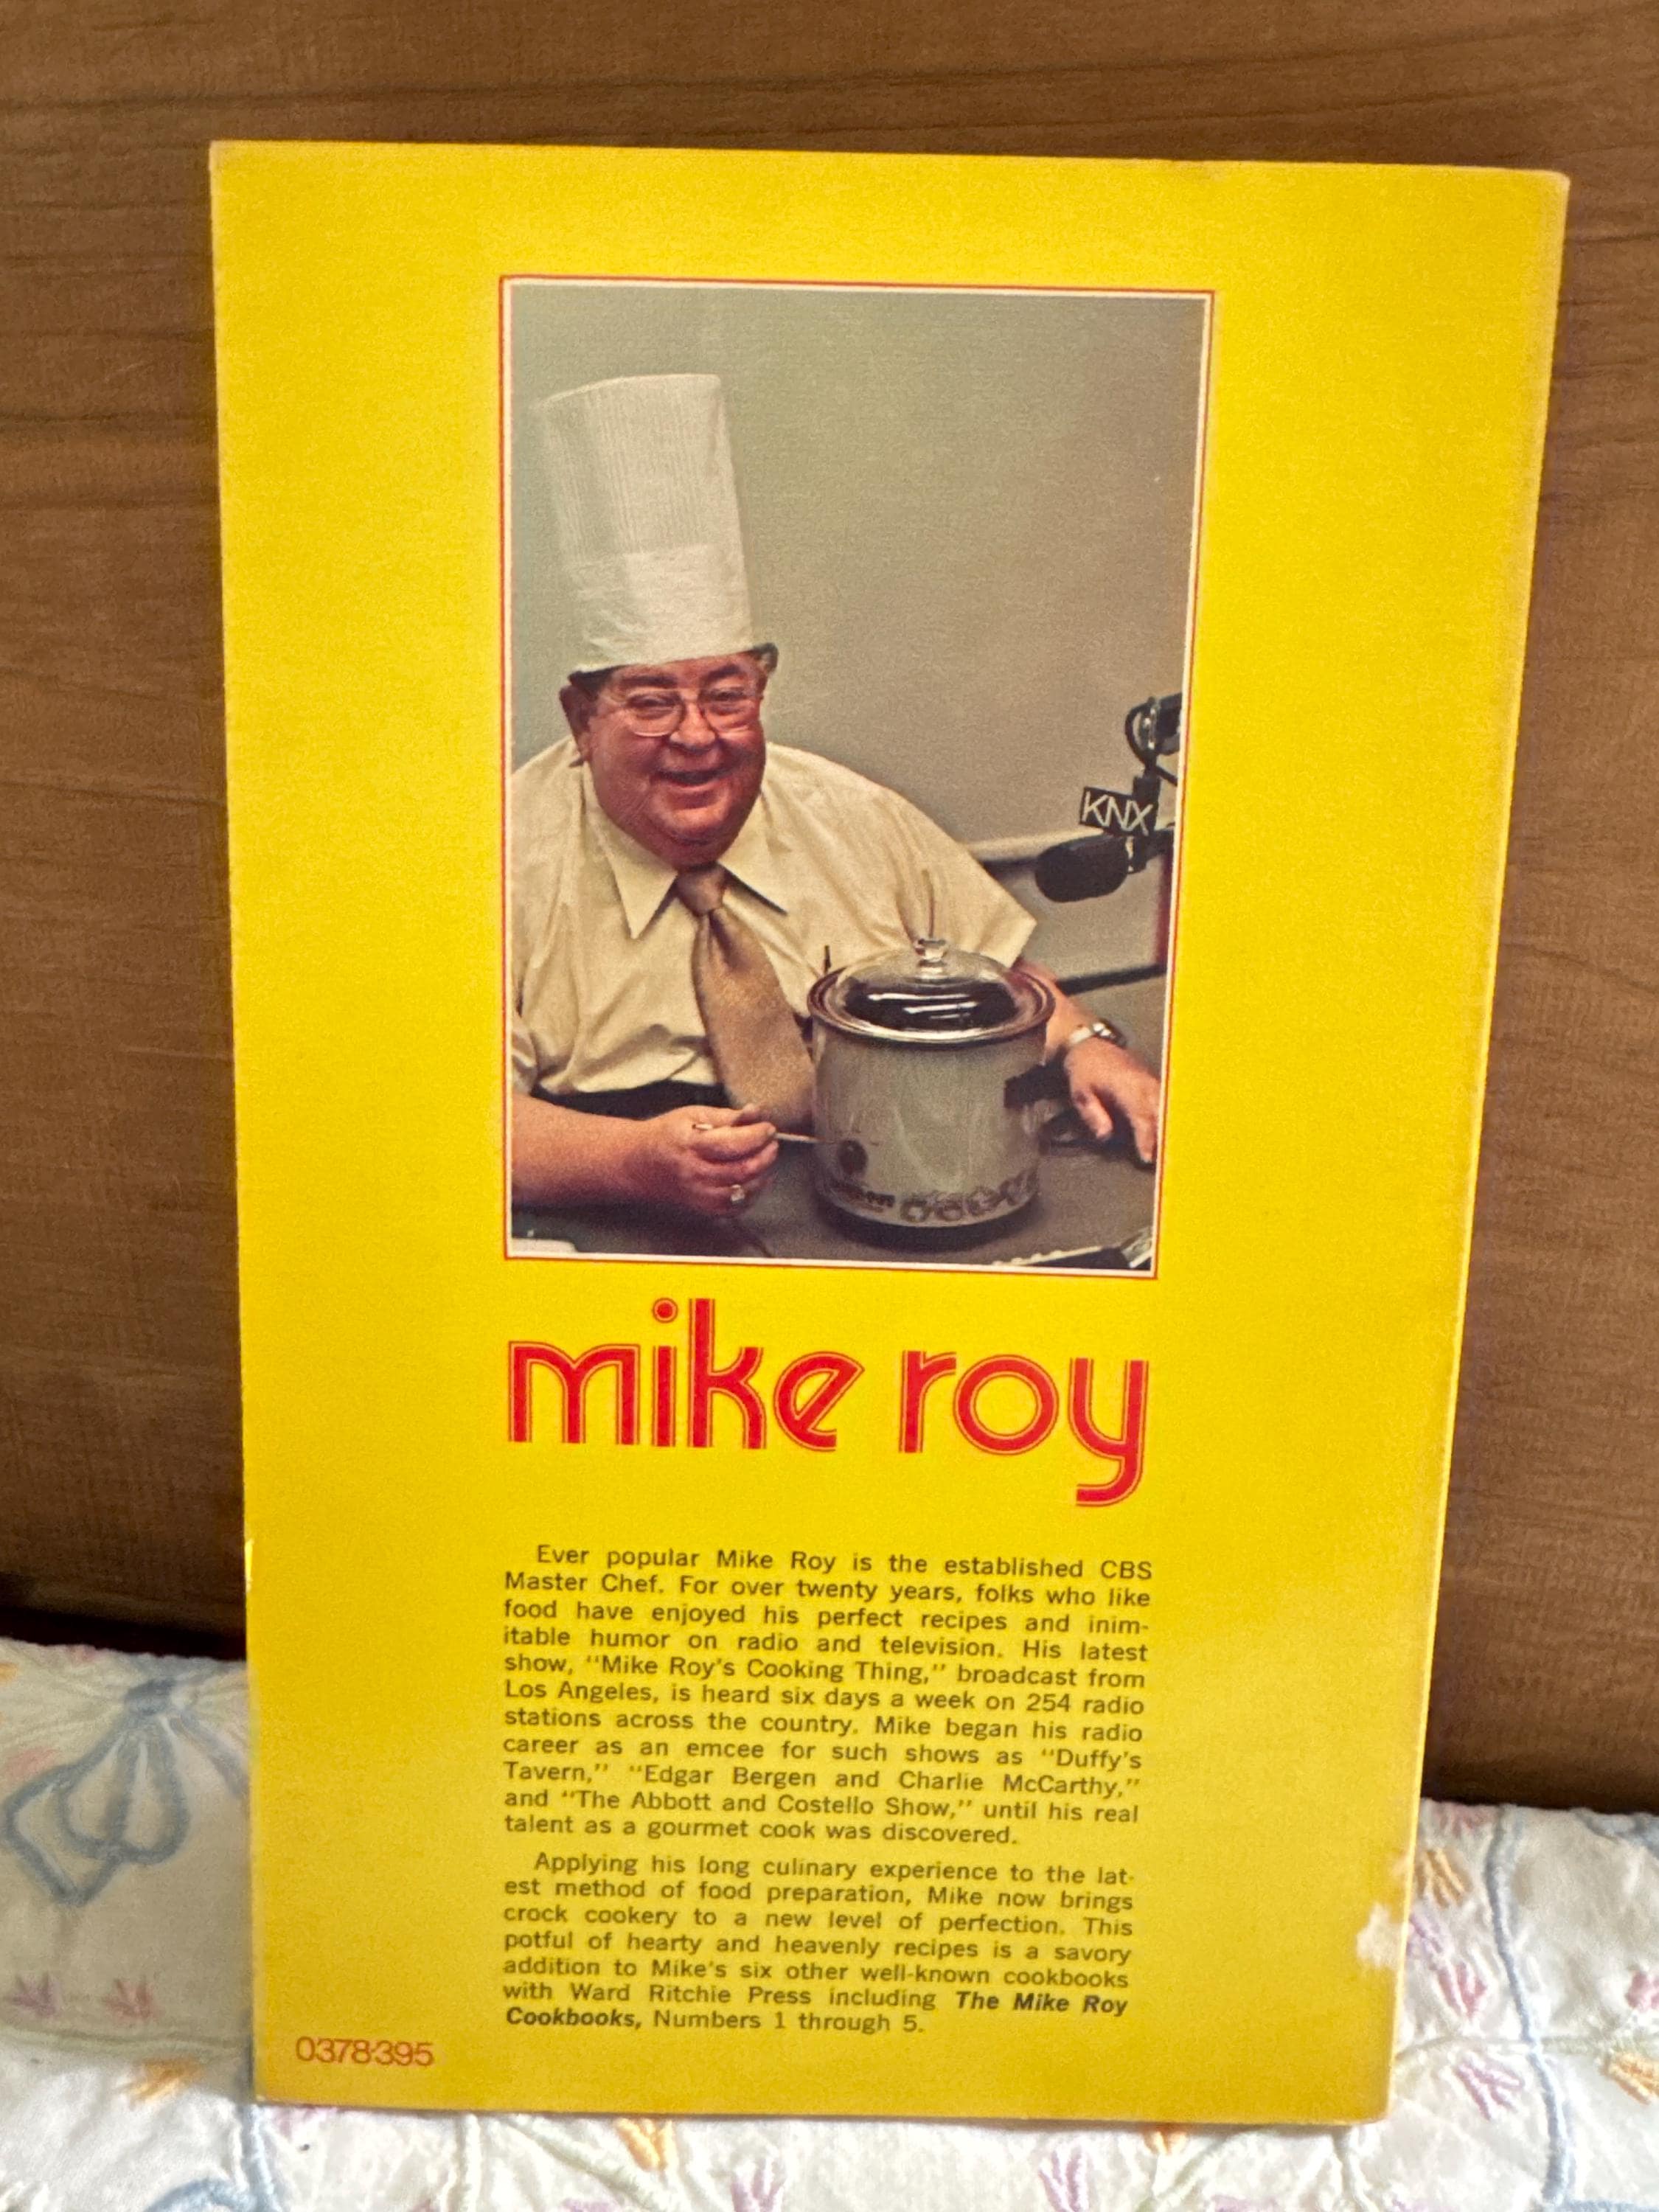 KNX
mike roy
Ever popular Mike Roy is the established CBS
Master Chef. For over twenty years, folks who like
food have enjoyed his perfect recipes and inim-
itable humor on radio and television. His latest
show, "Mike Roy's Cooking Thing," broadcast from
Los Angeles, is heard six days a week on 254 radio
stations across the country. Mike began his radio
career as an emcee for such shows as "Duffy's
Tavern," "Edgar Bergen and Charlie McCarthy,"
and "The Abbott and Costello Show," until his real
talent as a gourmet cook was discovered.
Applying his long culinary experience to the lat-
est method of food preparation, Mike now brings
crock cookery to a new level of perfection. This
potful of hearty and heavenly recipes is a savory
addition to Mike's six other well-known cookbooks
with Ward Ritchie Press including The Mike Roy
Cookbooks, Numbers 1 through 5.
0378-395